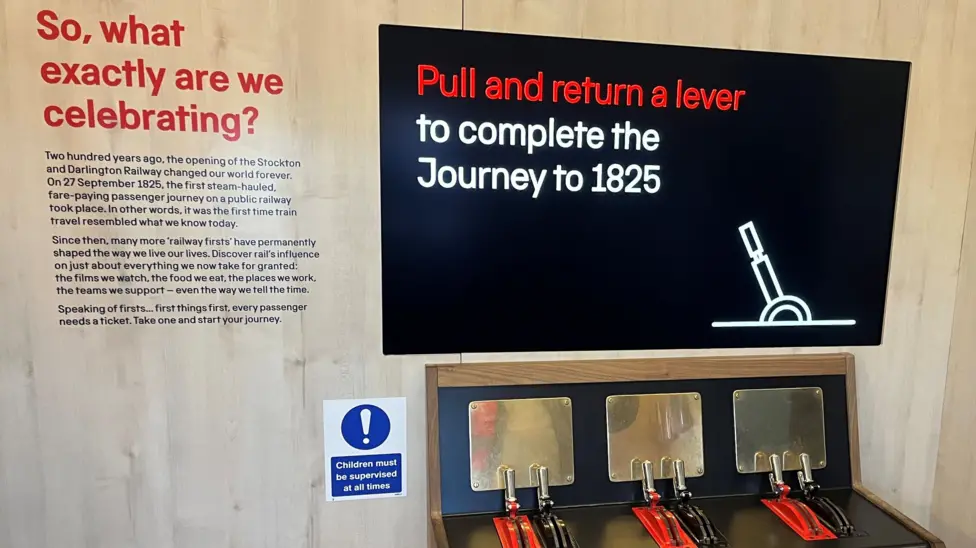 So, what
exactly are we
celebrating?
Two hundred years ago, the opening of the Stockton
and Darlington Railway changed our world forever.
On 27 September 1825, the first steam-hauled,
fare-paying passenger journey on a public railway
took place. In other words, it was the first time train
travel resembled what we know today.
Since then, many more 'railway firsts' have permanently
shaped the way we live our lives. Discover rail's influence
on just about everything we now take for granted:
the films we watch, the food we eat, the places we work,
the teams we support – even the way we tell the time.
Speaking of firsts... first things first, every passenger
needs a ticket. Take one and start your journey.
Pull and return a lever
to complete the
Journey to 1825
Children must
be supervised
at all times